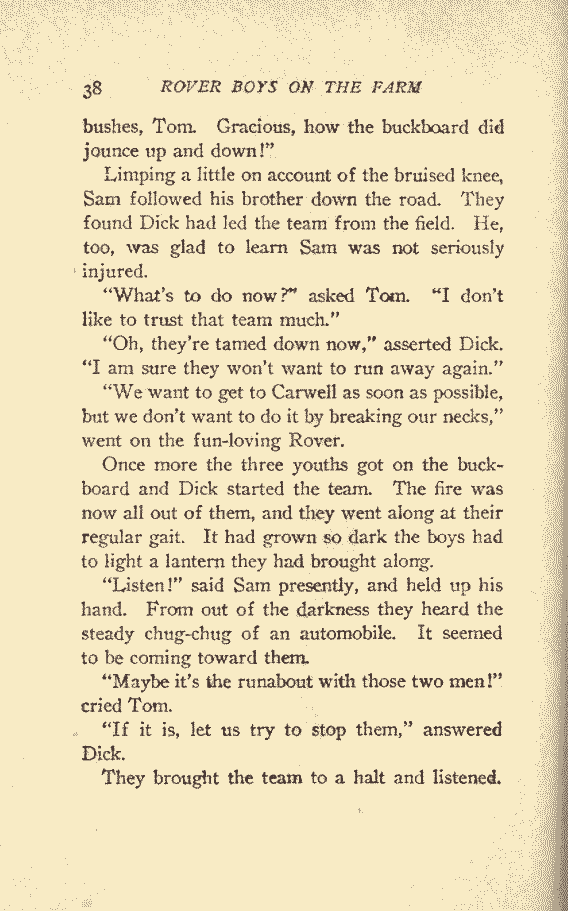 38 ROVER BOYS ON THE FARM
bushes, Tom. Gracious, how the buckboard did
jounce up and down!"
Limping a little on account of the bruised knee,
Sam followed his brother down the road. They
found Dick had led the team from the field. He,
too, was glad to learn Sam was not seriously
injured.
"What's to do now?" asked Tom. "I don't
like to trust that team much."
"Oh, they're tamed down now," asserted Dick.
"I am sure they won't want to run away again."
"We want to get to Carwell as soon as possible,
but we don't want to do it by breaking our necks,"
went on the fun-loving Rover.
Once more the three youths got on the buck-
board and Dick started the team. The fire was
now all out of them, and they went along at their
regular gait. It had grown so dark the boys had
to light a lantern they had brought along.
"Listen!" said Sam presently, and held up his
hand. From out of the darkness they heard the
steady chug-chug of an automobile. It seemed
to be coming toward them.
"Maybe it's the runabout with those two men!"
cried Tom.
"If it is, let us try to stop them," answered
Dick.
They brought the team to a halt and listened.